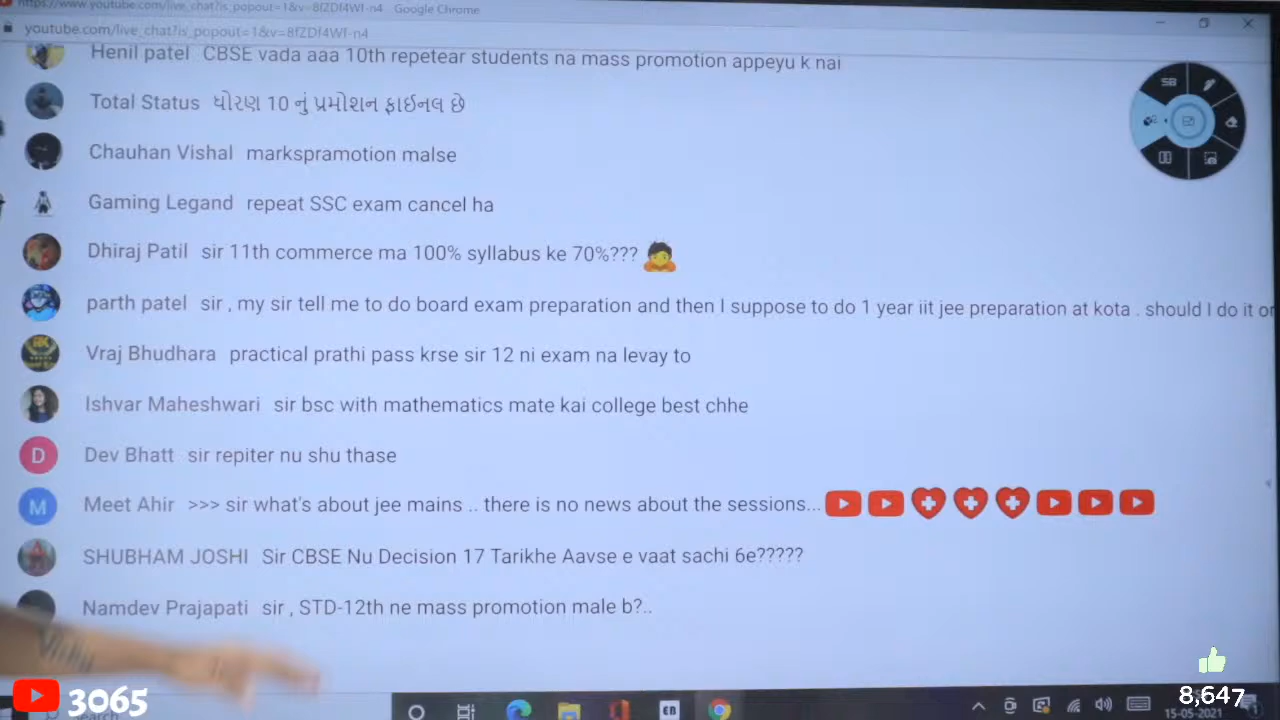 https://www.youtube.com/live_chat?is_popout=1&v=8fZDf4WI-n4 - Google Chrome
youtube.com/live_chat?is_popout=1&v=8fZDf4WI-n4
Henil patel CBSE vada aaa 10th repetear students na mass promotion appeyu k nai
SB
Total Status ધોરણ 10 નું પ્રમોશન ફાઈનલ છે
Chauhan Vishal markspramotion malse
Gaming Legand repeat SSC exam cancel ha
Dhiraj Patil sir 11th commerce ma 100% syllabus ke 70%???
parth patel sir , my sir tell me to do board exam preparation and then I suppose to do 1 year iit jee preparation at kota . should I do it or
Vraj Bhudhara practical prathi pass krse sir 12 ni exam na levay to
Ishvar Maheshwari sir bsc with mathematics mate kai college best chhe
D Dev Bhatt sir repiter nu shu thase
M Meet Ahir >>> sir what's about jee mains .. there is no news about the sessions...
SHUBHAM JOSHI Sir CBSE Nu Decision 17 Tarikhe Aavse e vaat sachi 6e?????
Namdev Prajapati sir , STD-12th ne mass promotion male b?..
3065
8,647
15-05-2021